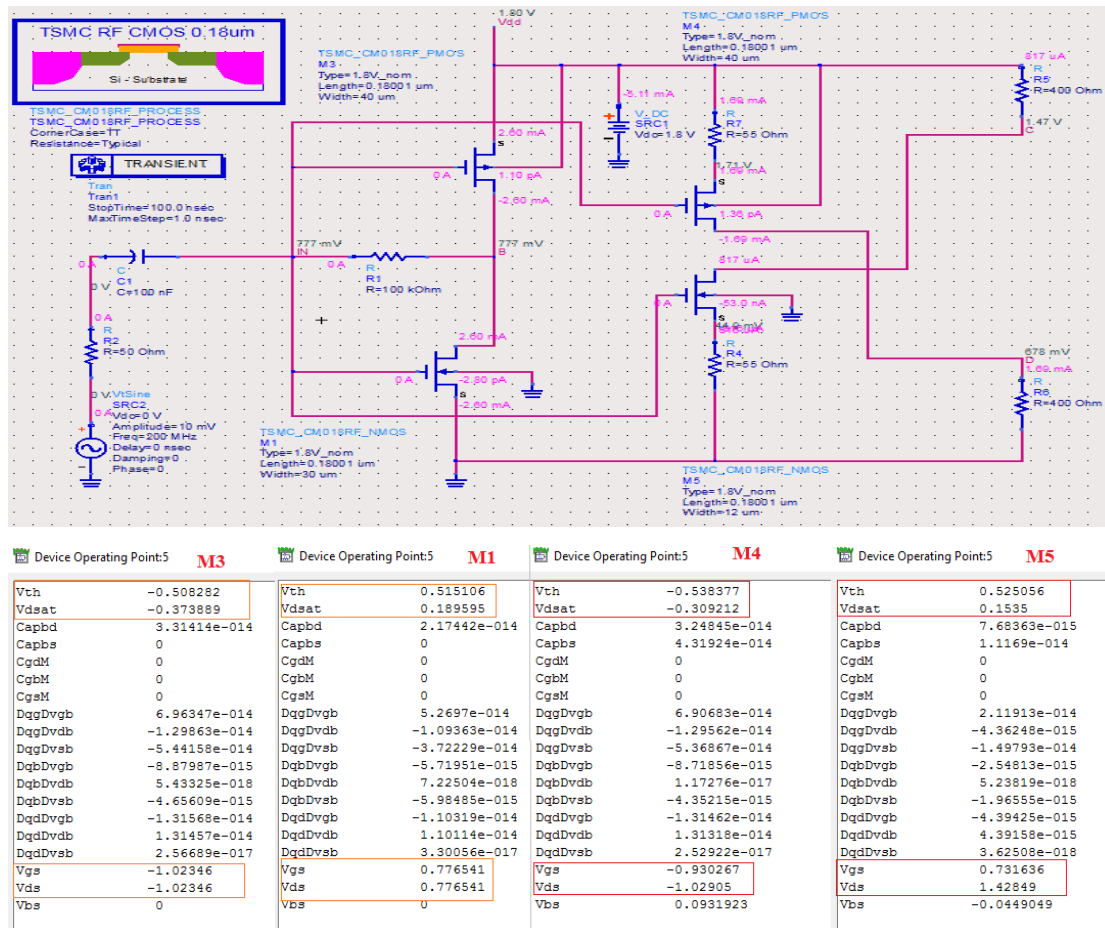 TSMC RF CMOS 0.18um
Si - Substrate
TSMC_CM018RF_PROCESS
TSMC_CM018RF_PROCESS
CornerCase=TT
Resistance=Typical
TRANSIENT
Tran
Tran1
StopTime=100.0 nsec
MaxTimeStep=1.0 nsec
1.80 V
Vdd
TSMC_CM018RF_PMOS
M3
Type=1.8V_nom
Length=0.18001 um
Width=40 um
TSMC_CM018RF_PMOS
M4
Type=1.8V_nom
Length=0.18001 um
Width=40 um
817 uA
R
R5
R=400 Ohm
1.47 V
C
-5.11 mA
V_DC
SRC1
Vdc=1.8 V
1.69 mA
R
R7
R=55 Ohm
1.71 V
1.69 mA
S
0 A
1.36 pA
-1.69 mA
2.60 mA
S
0 A
1.10 pA
-2.60 mA
777 mV
IN
0 A
R
R1
R=100 kOhm
777 mV
B
0 A
C
C1
C=100 nF
0 V
0 A
R
R2
R=50 Ohm
0 V
0 A
VtSine
SRC2
Vdc=0 V
Amplitude=10 mV
Freq=200 MHz
Delay=0 nsec
Damping=0
Phase=0
2.60 mA
0 A
-2.80 pA
S
-2.60 mA
TSMC_CM018RF_NMOS
M1
Type=1.8V_nom
Length=0.18001 um
Width=30 um
817 uA
0 A
-53.0 nA
S
44.9 mV
R
R4
R=55 Ohm
678 mV
D
1.69 mA
R
R6
R=400 Ohm
TSMC_CM018RF_NMOS
M5
Type=1.8V_nom
Length=0.18001 um
Width=12 um
Device Operating Point:5 M3
Vth -0.508282
Vdsat -0.373889
Capbd 3.31414e-014
Capbs 0
CgdM 0
CgbM 0
CgsM 0
DqgDvgb 6.96347e-014
DqgDvdb -1.29863e-014
DqgDvsb -5.44158e-014
DqbDvgb -8.87987e-015
DqbDvdb 5.43325e-018
DqbDvsb -4.65609e-015
DqdDvgb -1.31568e-014
DqdDvdb 1.31457e-014
DqdDvsb 2.56689e-017
Vgs -1.02346
Vds -1.02346
Vbs 0
Device Operating Point:5 M1
Vth 0.515106
Vdsat 0.189595
Capbd 2.17442e-014
Capbs 0
CgdM 0
CgbM 0
CgsM 0
DqgDvgb 5.2697e-014
DqgDvdb -1.09363e-014
DqgDvsb -3.72229e-014
DqbDvgb -5.71951e-015
DqbDvdb 7.22504e-018
DqbDvsb -5.98485e-015
DqdDvgb -1.10319e-014
DqdDvdb 1.10114e-014
DqdDvsb 3.30056e-017
Vgs 0.776541
Vds 0.776541
Vbs 0
Device Operating Point:5 M4
Vth -0.538377
Vdsat -0.309212
Capbd 3.24845e-014
Capbs 4.31924e-014
CgdM 0
CgbM 0
CgsM 0
DqgDvgb 6.90683e-014
DqgDvdb -1.29562e-014
DqgDvsb -5.36867e-014
DqbDvgb -8.71856e-015
DqbDvdb 1.17276e-017
DqbDvsb -4.35215e-015
DqdDvgb -1.31462e-014
DqdDvdb 1.31318e-014
DqdDvsb 2.52922e-017
Vgs -0.930267
Vds -1.02905
Vbs 0.0931923
Device Operating Point:5 M5
Vth 0.525056
Vdsat 0.1535
Capbd 7.68363e-015
Capbs 1.1169e-014
CgdM 0
CgbM 0
CgsM 0
DqgDvgb 2.11913e-014
DqgDvdb -4.36248e-015
DqgDvsb -1.49793e-014
DqbDvgb -2.54813e-015
DqbDvdb 5.23819e-018
DqbDvsb -1.96555e-015
DqdDvgb -4.39425e-015
DqdDvdb 4.39158e-015
DqdDvsb 3.62508e-018
Vgs 0.731636
Vds 1.42849
Vbs -0.0449049